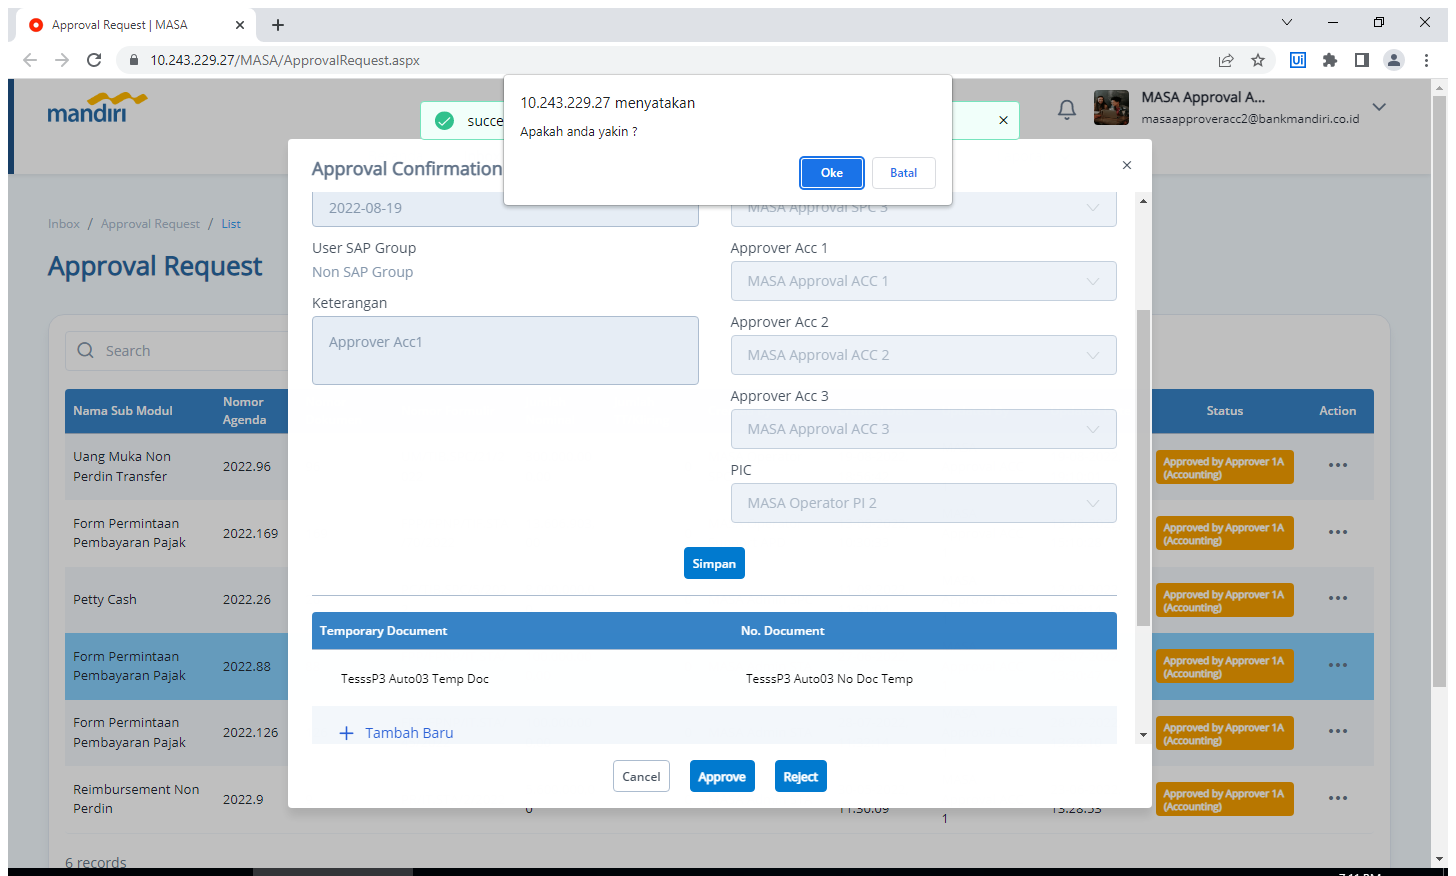 Approval Request | MASA
10.243.229.27/MASA/ApprovalRequest.aspx
Ui
mandiri
succe
10.243.229.27 menyatakan
Apakah anda yakin ?
Oke
Batal
MASA Approval A...
masaapproveracc2@bankmandiri.co.id
Inbox / Approval Request / List
Approval Request
Search
Nama Sub Modul
Nomor
Agenda
Status
Action
Uang Muka Non
Perdin Transfer
2022.96
Approved by Approver 1A
(Accounting)
Form Permintaan
Pembayaran Pajak
2022.169
Approved by Approver 1A
(Accounting)
Petty Cash
2022.26
Approved by Approver 1A
(Accounting)
Form Permintaan
Pembayaran Pajak
2022.88
Approved by Approver 1A
(Accounting)
Form Permintaan
Pembayaran Pajak
2022.126
Approved by Approver 1A
(Accounting)
Reimbursement Non
Perdin
2022.9
0
11:30:09
1
13:28:53
Approved by Approver 1A
(Accounting)
6 records
Approval Confirmation
2022-08-19
User SAP Group
Non SAP Group
Keterangan
Approver Acc1
MASA Approval SPC 3
Approver Acc 1
MASA Approval ACC 1
Approver Acc 2
MASA Approval ACC 2
Approver Acc 3
MASA Approval ACC 3
PIC
MASA Operator PI 2
Simpan
Temporary Document
No. Document
TesssP3 Auto03 Temp Doc
TesssP3 Auto03 No Doc Temp
+ Tambah Baru
Cancel
Approve
Reject
7:11 PM